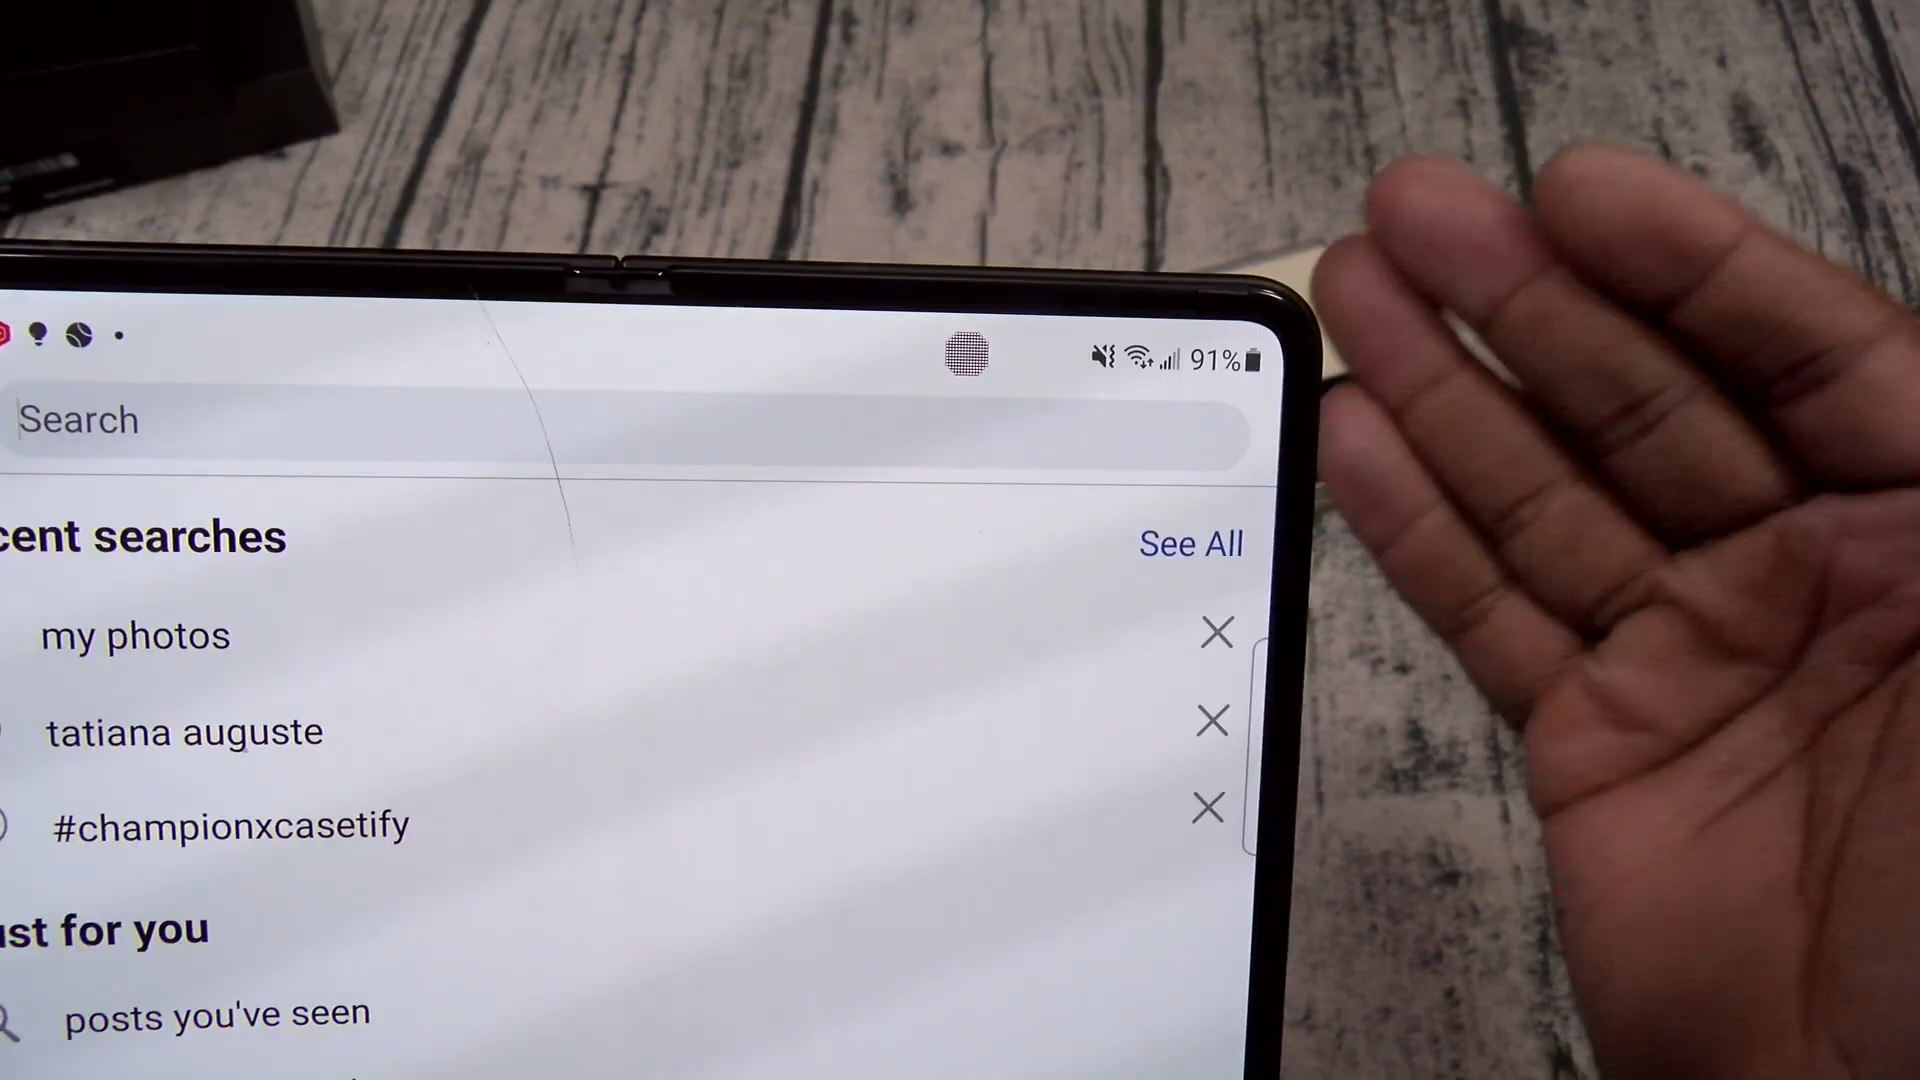 91%
Search
cent searches
See All
my photos
tatiana auguste
#championxcasetify
ust for you
posts you've seen